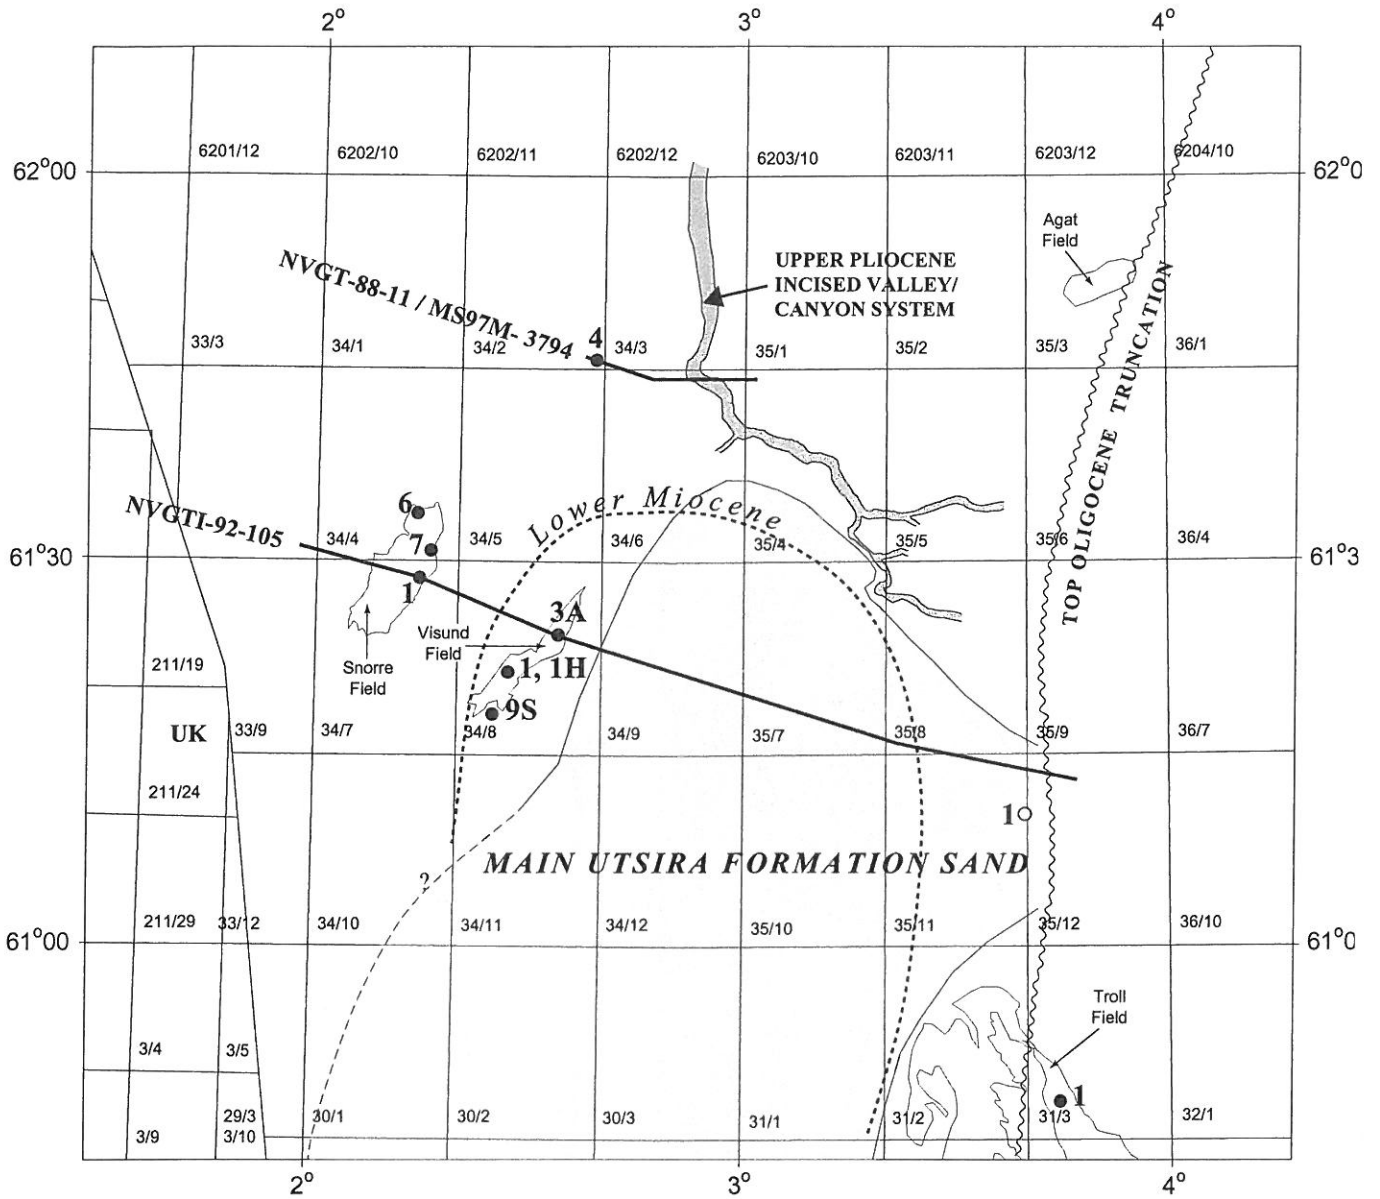 2° 3° 4°
6201/12 6202/10 6202/11 6202/12 6203/10 6203/11 6203/12 6204/10
62°00 62°0
Agat
Field
UPPER PLIOCENE
INCISED VALLEY/
CANYON SYSTEM
NVGT-88-11 / MS97M- 3794
4
33/3 34/1 34/2 34/3 35/1 35/2 35/3 36/1
TOP OLIGOCENE TRUNCATION
Lower Miocene
6
NVGTI-92-105
7
34/4 34/5 34/6 35/4 35/5 35/6 36/4
61°30 61°3
1
3A
Visund
Field
1, 1H
211/19
Snorre
Field
9S
UK
33/9 34/7 34/8 34/9 35/7 35/8 35/9 36/7
211/24
1
MAIN UTSIRA FORMATION SAND
?
211/29 33/12 34/10 34/11 34/12 35/10 35/11 35/12 36/10
61°00 61°0
Troll
Field
3/4 3/5
1
29/3 30/1 30/2 30/3 31/1 31/2 31/3 32/1
3/9 3/10
2° 3° 4°